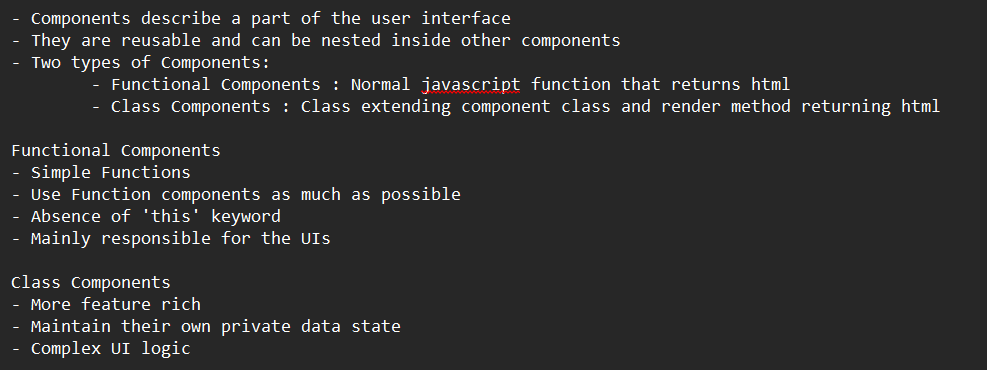 - Components describe a part of the user interface
- They are reusable and can be nested inside other components
- Two types of Components:
        - Functional Components : Normal javascript function that returns html
        - Class Components : Class extending component class and render method returning html

Functional Components
- Simple Functions
- Use Function components as much as possible
- Absence of 'this' keyword
- Mainly responsible for the UIs

Class Components
- More feature rich
- Maintain their own private data state
- Complex UI logic